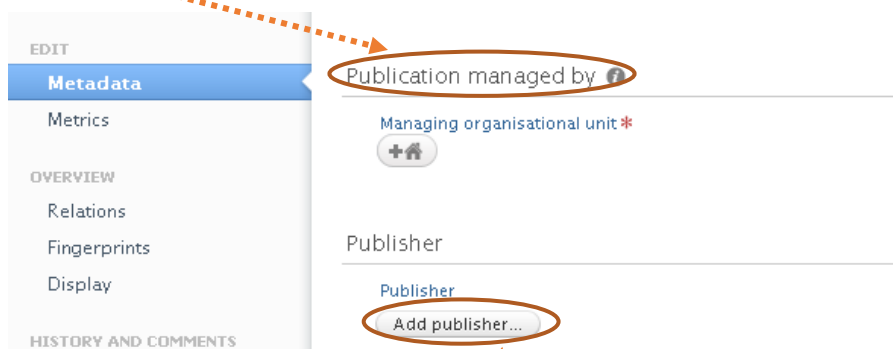 EDIT
Metadata
Metrics
OVERVIEW
Relations
Fingerprints
Display
HISTORY AND COMMENTS
Publication managed by
Managing organisational unit *
Publisher
Publisher
Add publisher...